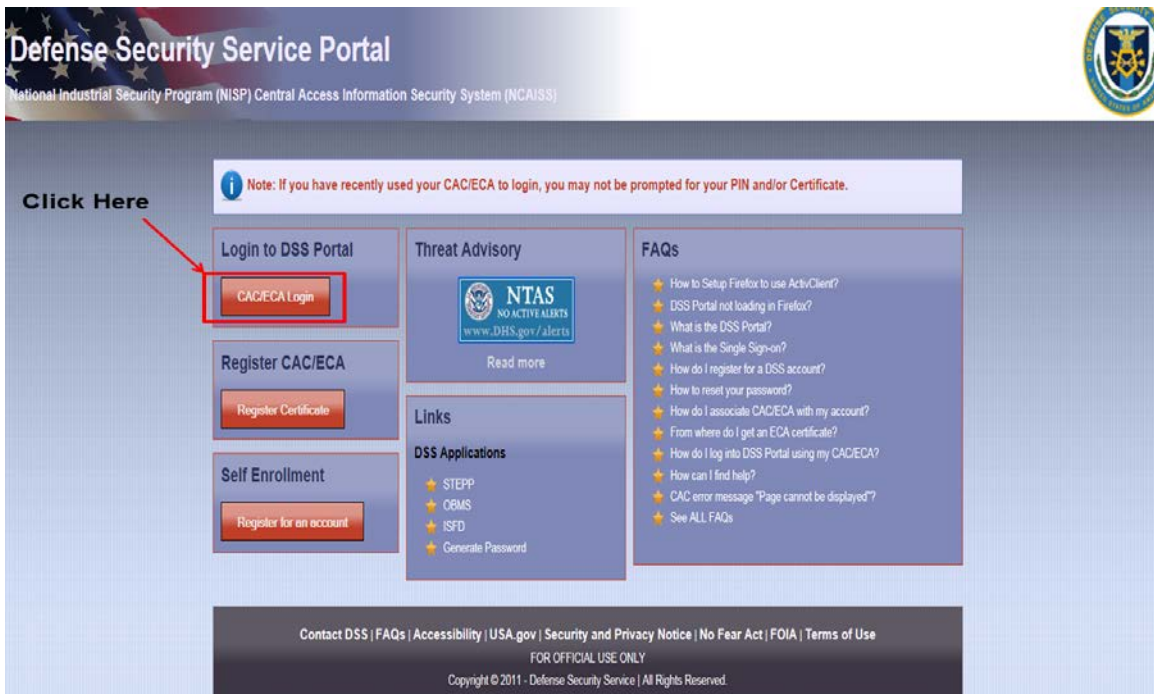 Defense Security Service Portal
National Industrial Security Program (NISP) Central Access Information Security System (NCAISS)
Note: If you have recently used your CAC/ECA to login, you may not be prompted for your PIN and/or Certificate.
Click Here
Login to DSS Portal
CAC/ECA Login
Register CAC/ECA
Register Certificate
Self Enrollment
Register for an account
Threat Advisory
NTAS
NO ACTIVE ALERTS
www.DHS.gov/alerts
Read more
Links
DSS Applications
STEPP
OBMS
ISFD
Generate Password
FAQs
How to Setup Firefox to use ActivClient?
DSS Portal not loading in Firefox?
What is the DSS Portal?
What is the Single Sign-on?
How do I register for a DSS account?
How to reset your password?
How do I associate CAC/ECA with my account?
From where do I get an ECA certificate?
How do I log into DSS Portal using my CAC/ECA?
How can I find help?
CAC error message "Page cannot be displayed"?
See ALL FAQs
Contact DSS | FAQs | Accessibility | USA.gov | Security and Privacy Notice | No Fear Act | FOIA | Terms of Use
FOR OFFICIAL USE ONLY
Copyright © 2011 - Defense Security Service | All Rights Reserved.